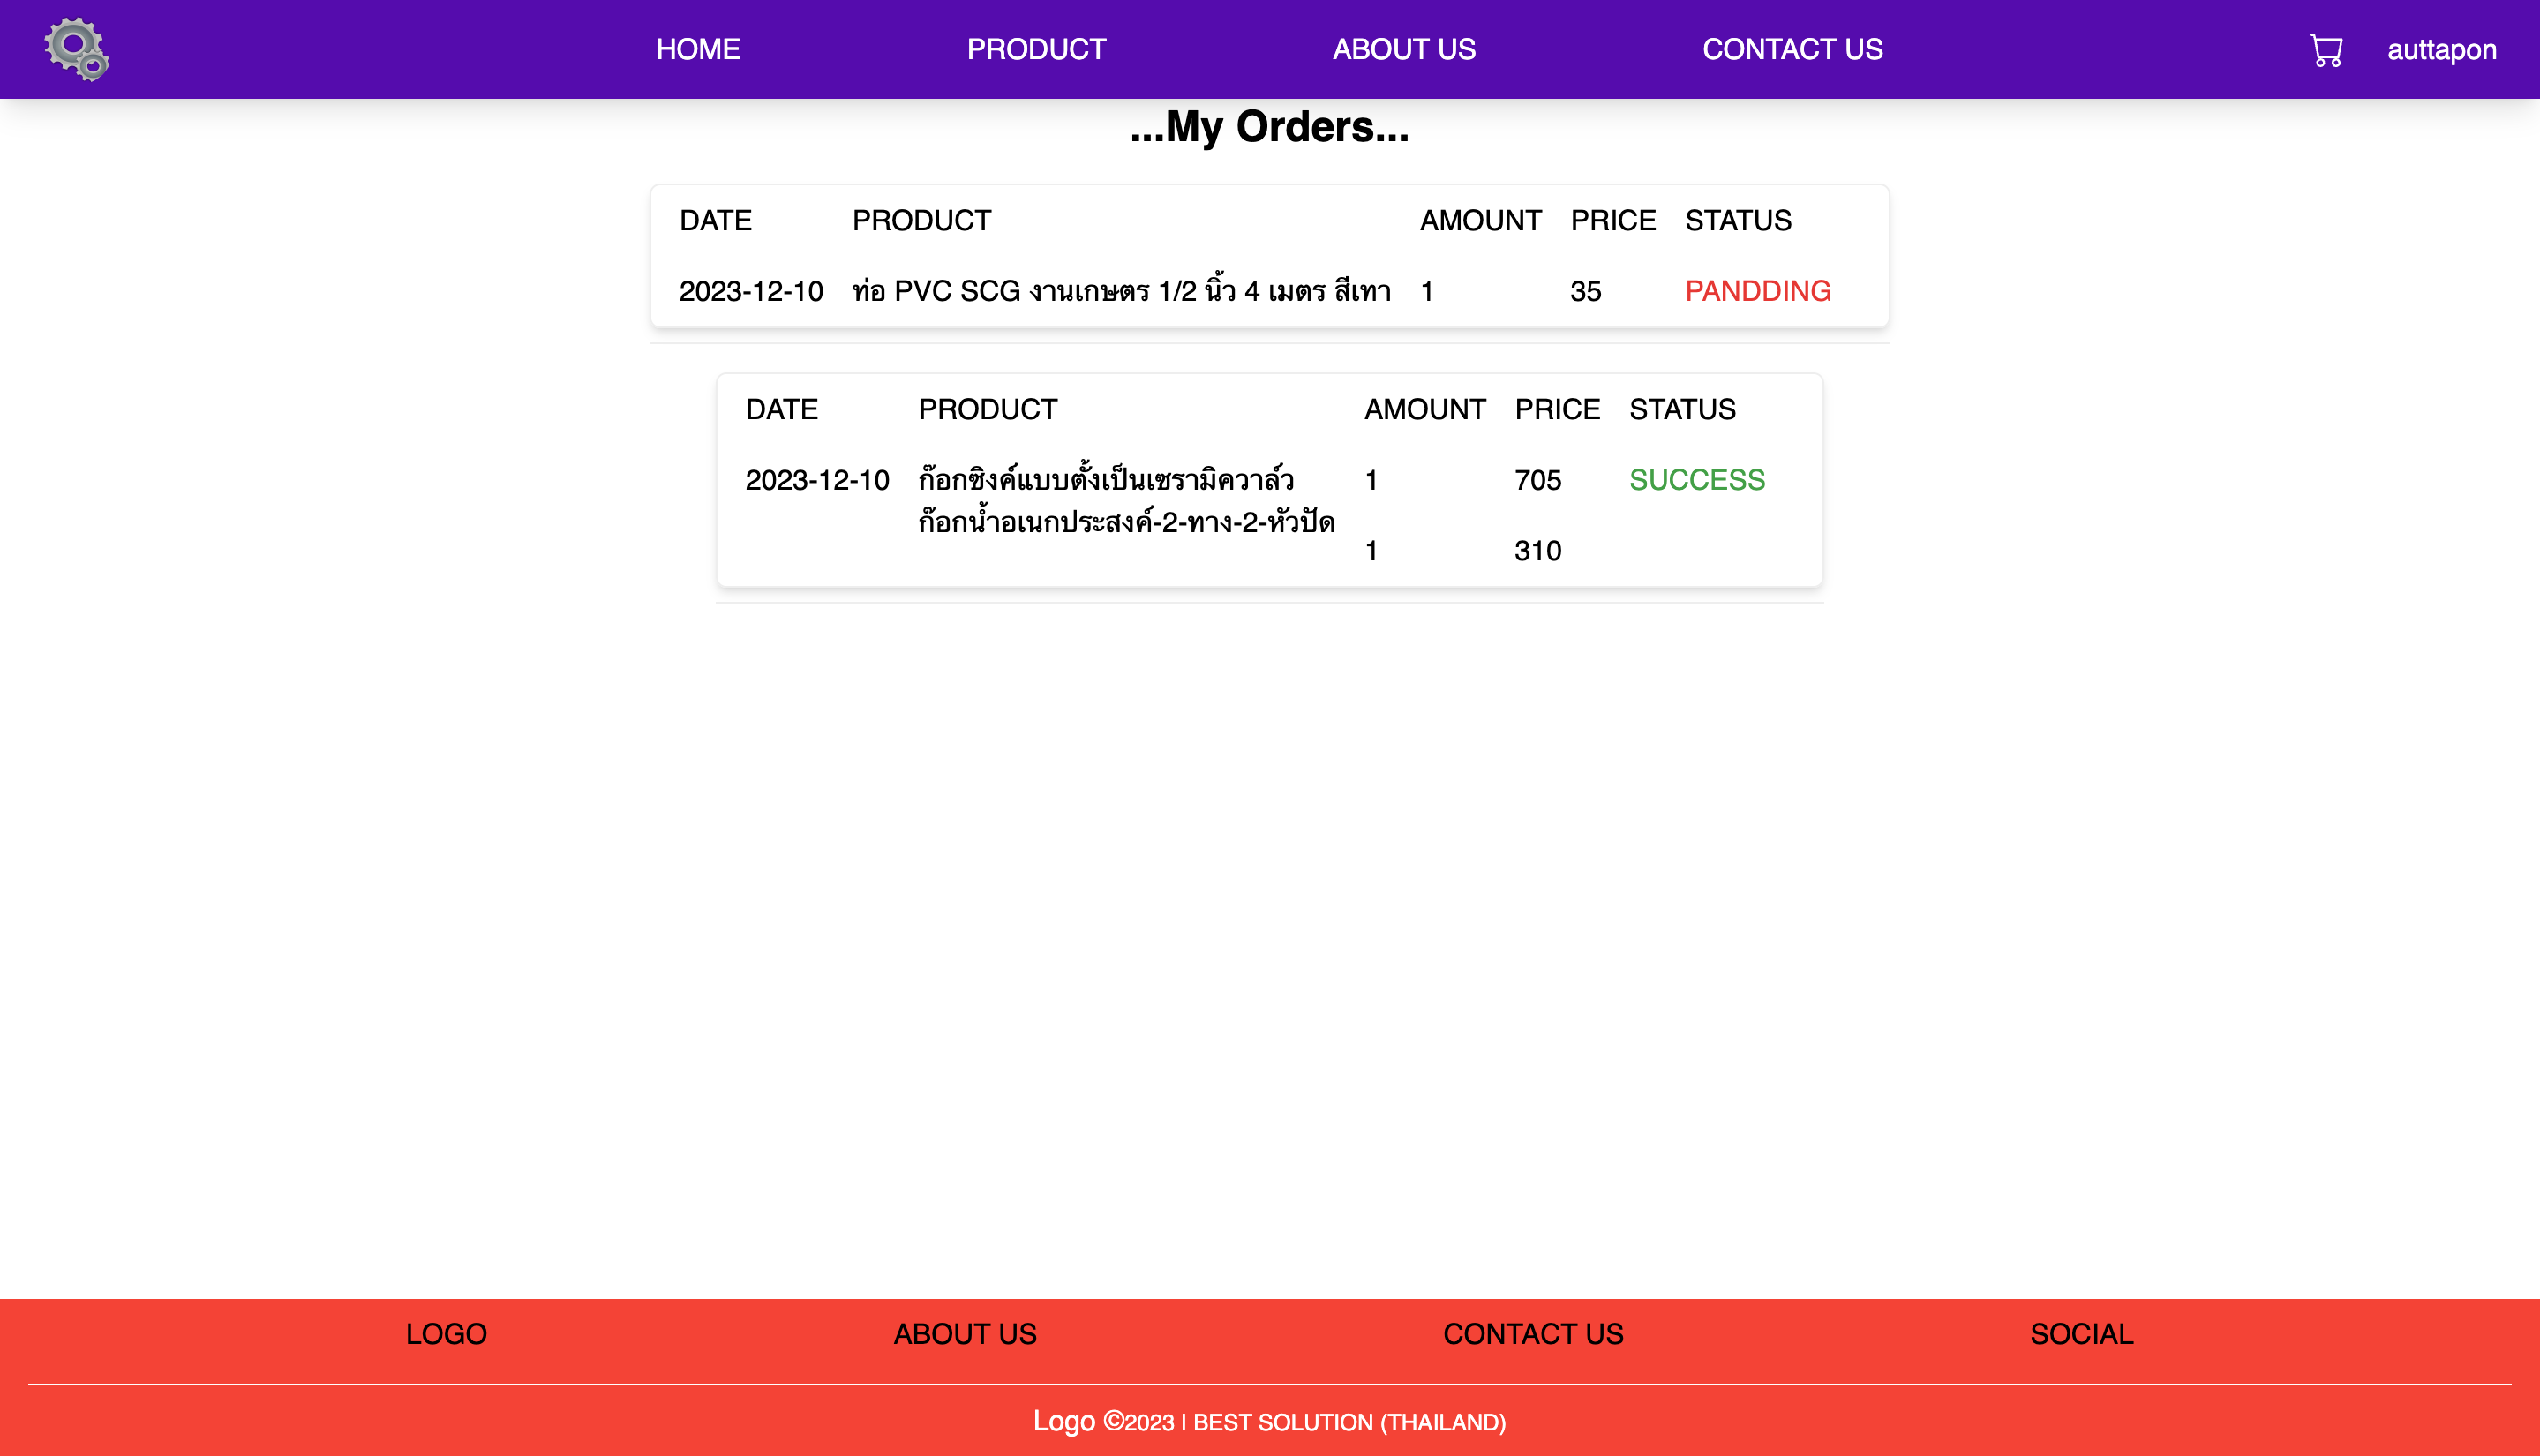 HOME PRODUCT ABOUT US CONTACT US auttapon
...My Orders...
DATE PRODUCT AMOUNT PRICE STATUS
2023-12-10 ท่อ PVC SCG งานเกษตร 1/2 นิ้ว 4 เมตร สีเทา 1 35 PANDDING
DATE PRODUCT AMOUNT PRICE STATUS
2023-12-10 ก๊อกซิงค์แบบตั้งเป็นเซรามิควาล์ว 1 705 SUCCESS
ก๊อกน้ำอเนกประสงค์-2-ทาง-2-หัวปัด
1 310
LOGO ABOUT US CONTACT US SOCIAL
Logo ©2023 | BEST SOLUTION (THAILAND)